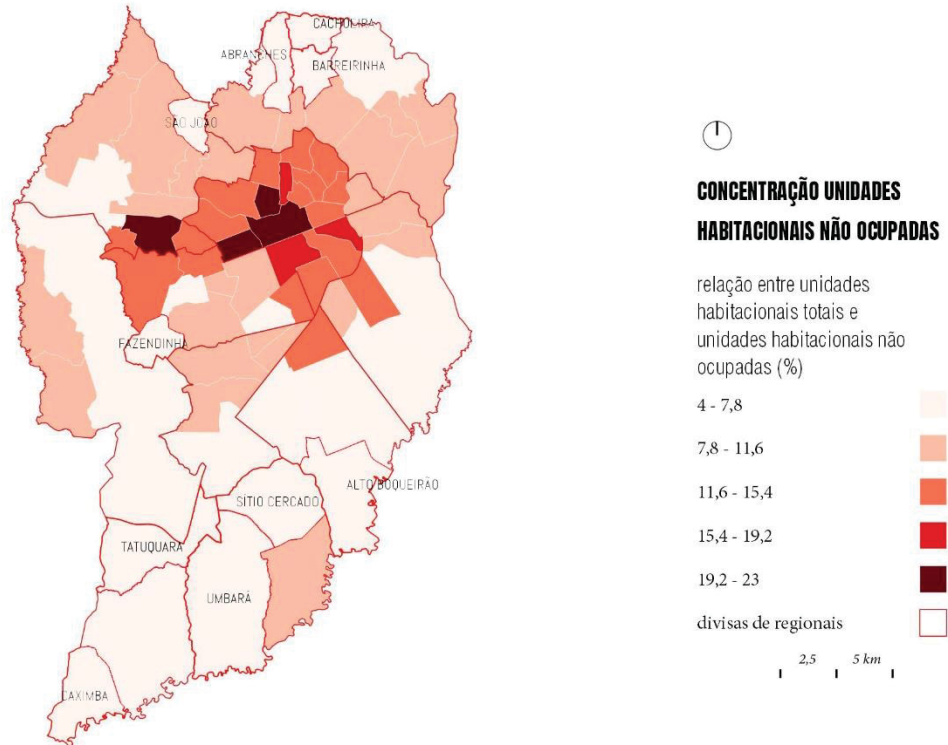 CACHOEIRA
ABRANCHES
BARREIRINHA
SÃO JOÃO
FAZENDINHA
ALTO BOQUEIRÃO
SÍTIO CERCADO
TATUQUARA
UMBARÁ
CAXIMBA
CONCENTRAÇÃO UNIDADES
HABITACIONAIS NÃO OCUPADAS
relação entre unidades
habitacionais totais e
unidades habitacionais não
ocupadas (%)
4 - 7,8
7,8 - 11,6
11,6 - 15,4
15,4 - 19,2
19,2 - 23
divisas de regionais
2,5 5 km